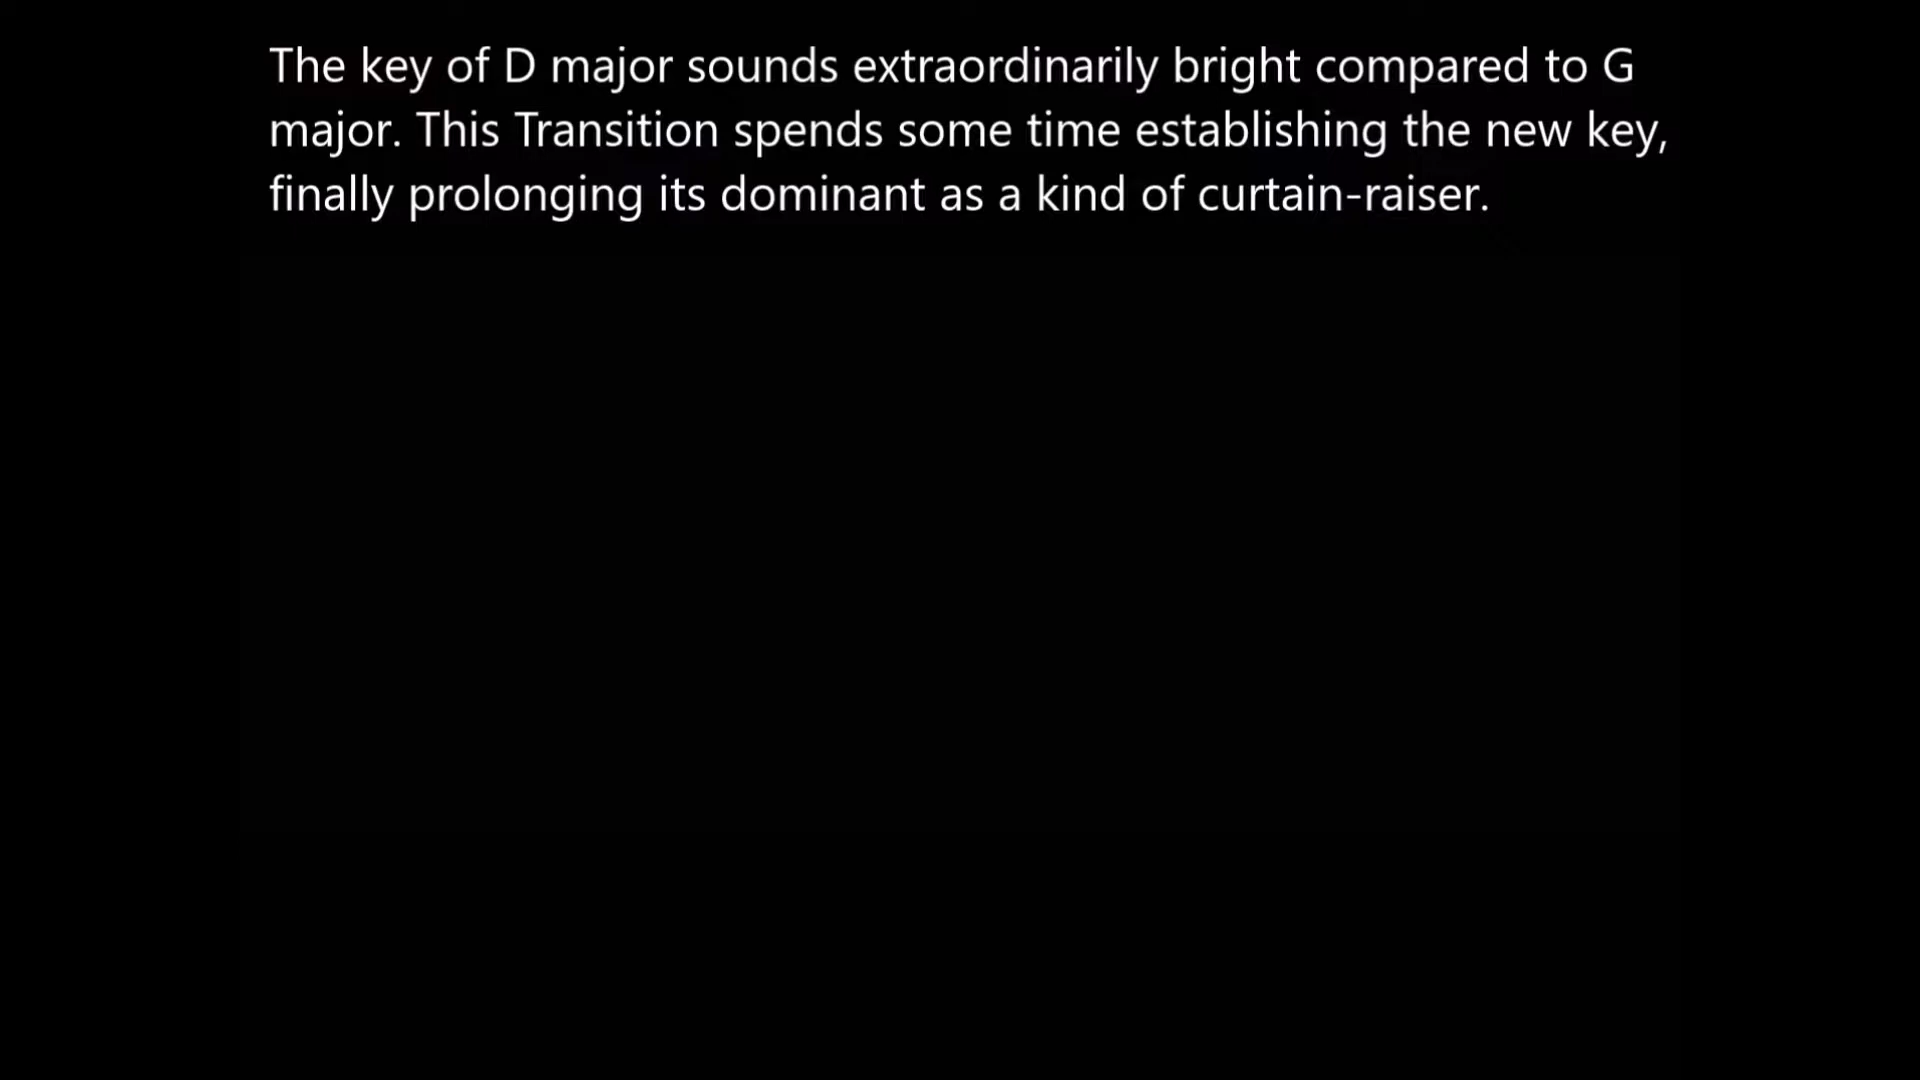 The key of D major sounds extraordinarily bright compared to G
major. This Transition spends some time establishing the new key,
finally prolonging its dominant as a kind of curtain-raiser.